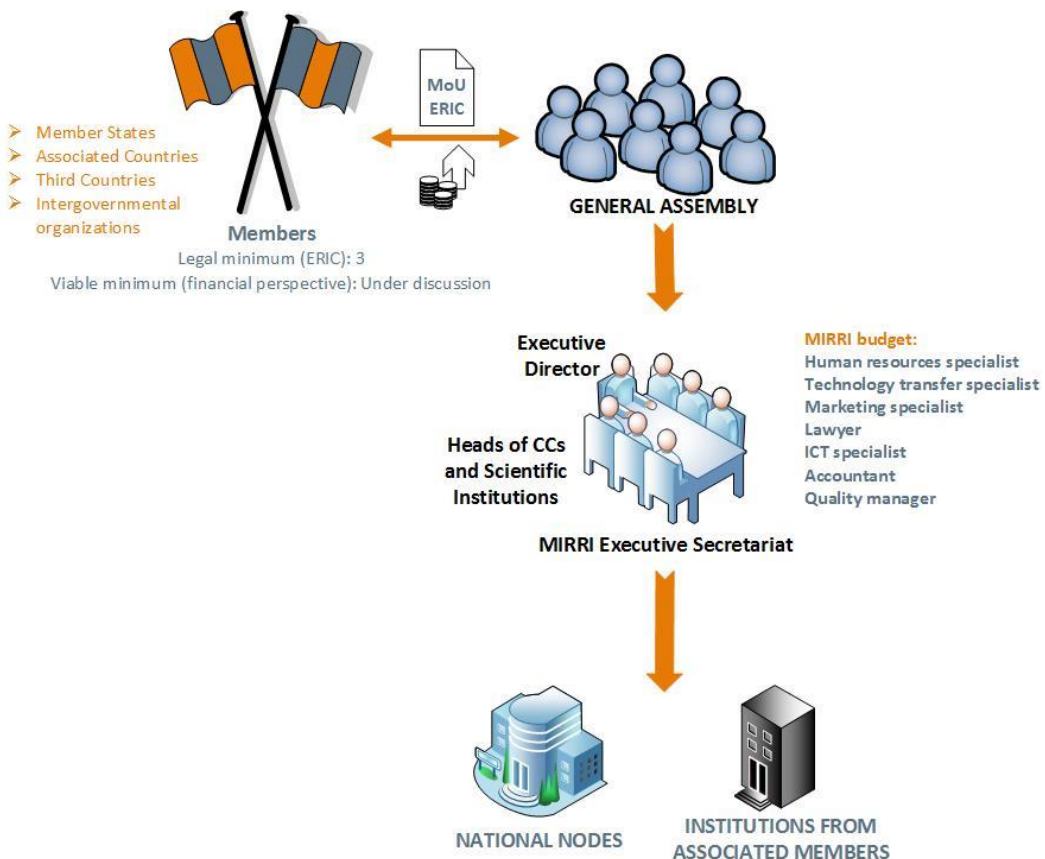 MoU
ERIC
➢ Member States
➢ Associated Countries
➢ Third Countries
➢ Intergovernmental
organizations
GENERAL ASSEMBLY
Members
Legal minimum (ERIC): 3
Viable minimum (financial perspective): Under discussion
Executive
Director
Heads of CCs
and Scientific
Institutions
MIRRI budget:
Human resources specialist
Technology transfer specialist
Marketing specialist
Lawyer
ICT specialist
Accountant
Quality manager
MIRRI Executive Secretariat
NATIONAL NODES
INSTITUTIONS FROM
ASSOCIATED MEMBERS